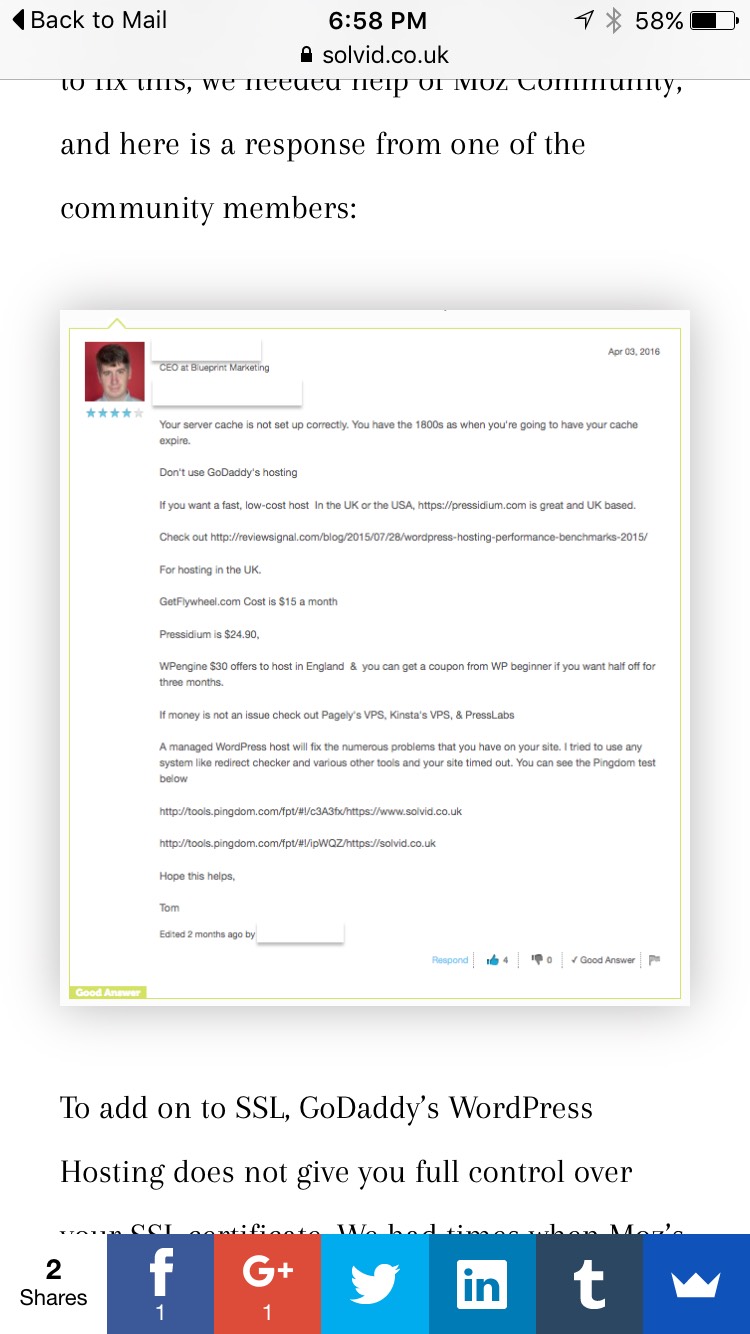 Back to Mail
6:58 PM
58%
solvid.co.uk
to fix this, we needed help of Moz Community,
and here is a response from one of the
community members:
CEO at Blueprint Marketing
Apr 03, 2016
Your server cache is not set up correctly. You have the 1800s as when you're going to have your cache
expire.
Don't use GoDaddy's hosting
If you want a fast, low-cost host  In the UK or the USA, https://pressidium.com is great and UK based.
Check out http://reviewsignal.com/blog/2015/07/28/wordpress-hosting-performance-benchmarks-2015/
For hosting in the UK.
GetFlywheel.com Cost is $15 a month
Pressidium is $24.90,
WPengine $30 offers to host in England  & you can get a coupon from WP beginner if you want half off for
three months.
If money is not an issue check out Pagely's VPS, Kinsta's VPS, & PressLabs
A managed WordPress host will fix the numerous problems that you have on your site. I tried to use any
system like redirect checker and various other tools and your site timed out. You can see the Pingdom test
below
http://tools.pingdom.com/fpt/#!/c3A3fx/https://www.solvid.co.uk
http://tools.pingdom.com/fpt/#!/ipWQZ/https://solvid.co.uk
Hope this helps,
Tom
Edited 2 months ago by
Respond 4 0 ✓ Good Answer
Good Answer
To add on to SSL, GoDaddy’s WordPress
Hosting does not give you full control over
your SSL certificate. We had times when Moz’s
2
Shares
f
1
G+
1
in
t